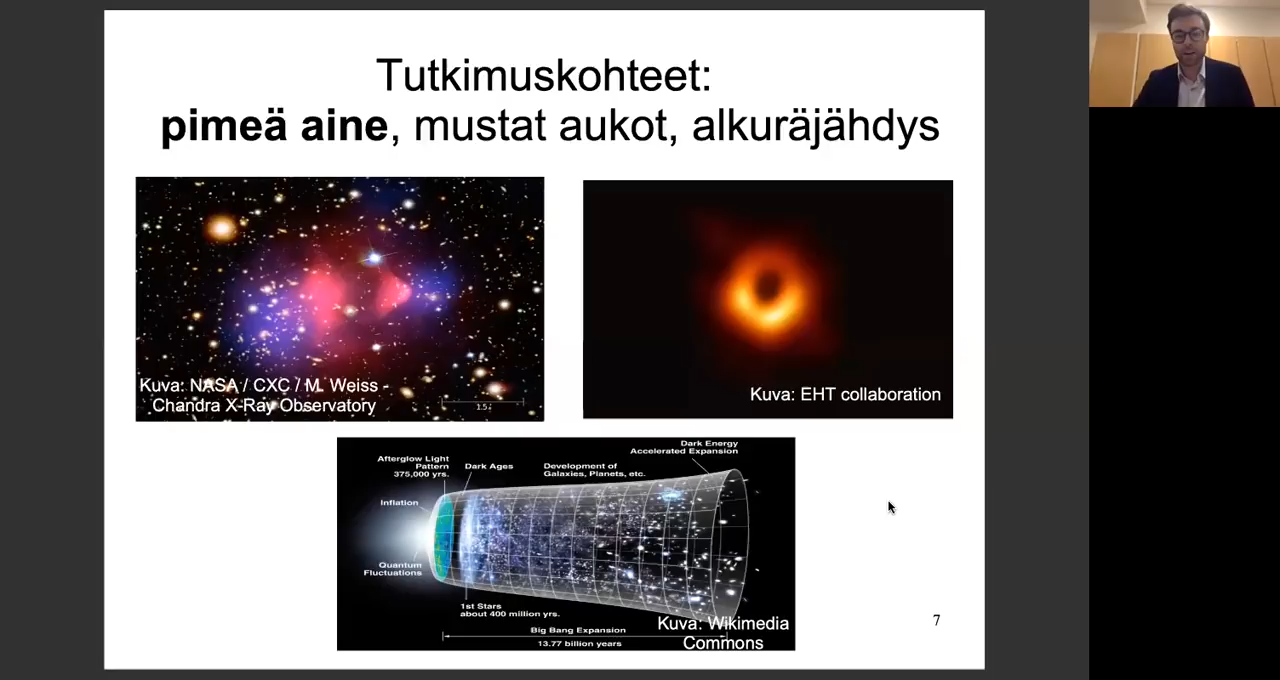 Tutkimuskohteet:
pimeä aine, mustat aukot, alkuräjähdys
Kuva: NASA / CXC / M. Weiss -
Chandra X-Ray Observatory
1.5'
Kuva: EHT collaboration
Dark Energy
Accelerated Expansion
Afterglow Light
Pattern
375,000 yrs.
Dark Ages
Development of
Galaxies, Planets, etc.
Inflation
Quantum
Fluctuations
1st Stars
about 400 million yrs.
Big Bang Expansion
13.77 billion years
Kuva: Wikimedia
Commons
7